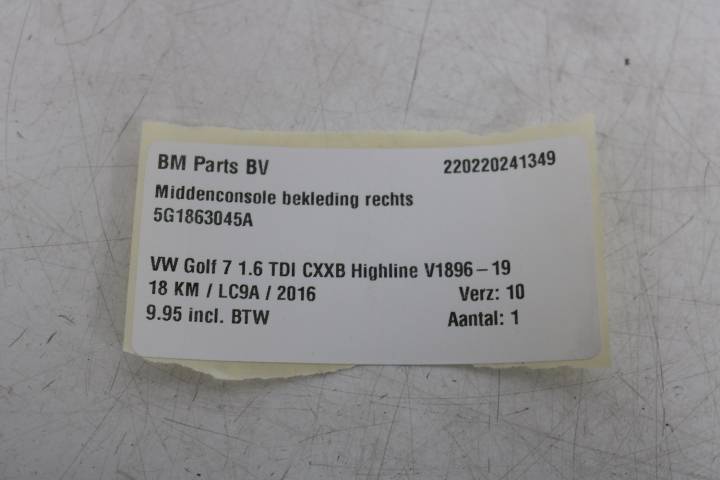 BM Parts BV 220220241349
Middenconsole bekleding rechts
5G1863045A
VW Golf 7 1.6 TDI CXXB Highline V1896-19
18 KM / LC9A / 2016 Verz: 10
9.95 incl. BTW Aantal: 1